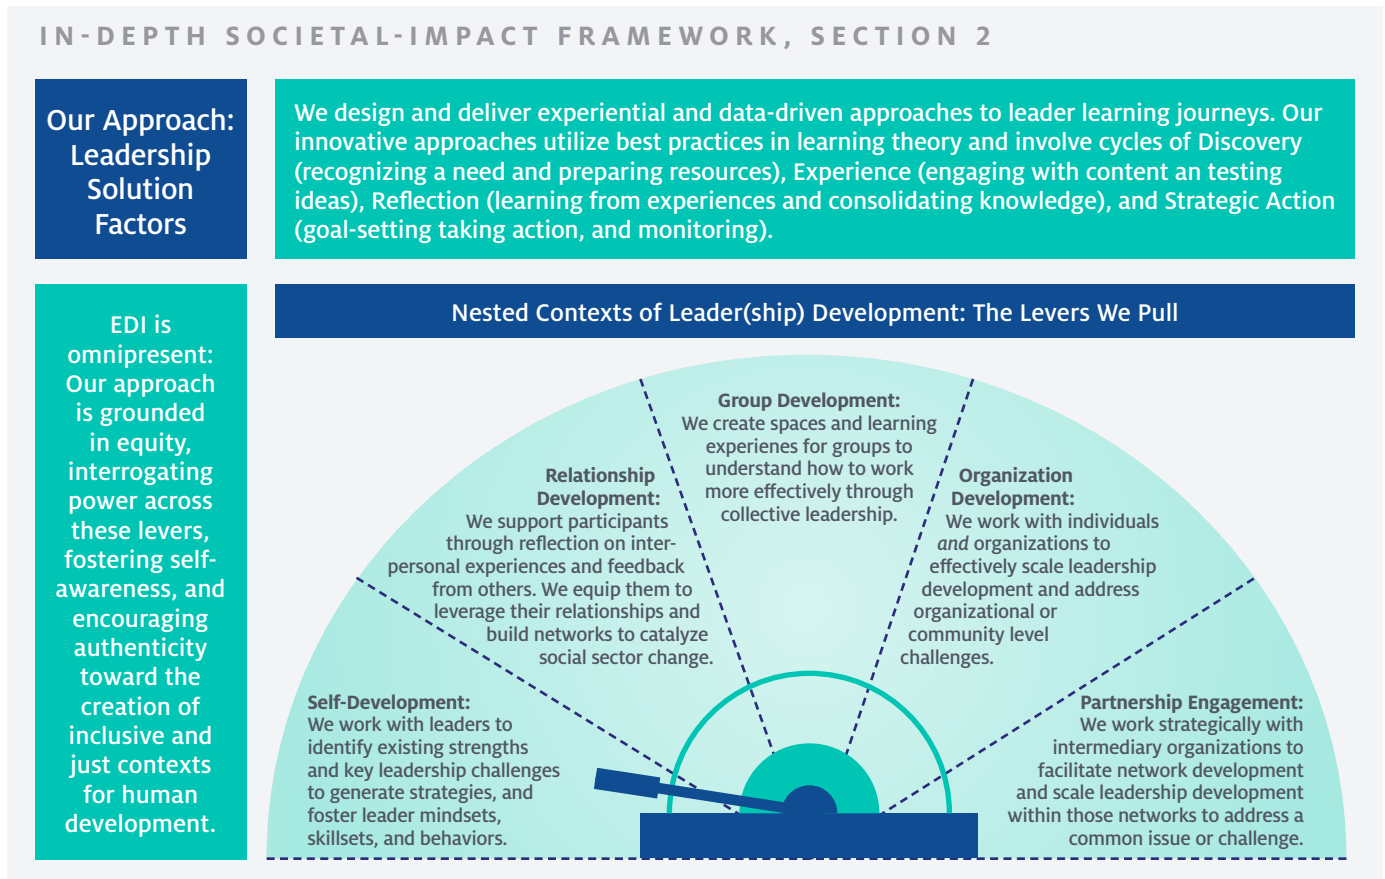 IN-DEPTH SOCIETAL-IMPACT FRAMEWORK, SECTION 2
Our Approach:
Leadership
Solution
Factors
We design and deliver experiential and data-driven approaches to leader learning journeys. Our
innovative approaches utilize best practices in learning theory and involve cycles of Discovery
(recognizing a need and preparing resources), Experience (engaging with content an testing
ideas), Reflection (learning from experiences and consolidating knowledge), and Strategic Action
(goal-setting taking action, and monitoring).
EDI is
omnipresent:
Our approach
is grounded
in equity,
interrogating
power across
these levers,
fostering self-
awareness, and
encouraging
authenticity
toward the
creation of
inclusive and
just contexts
for human
development.
Nested Contexts of Leader(ship) Development: The Levers We Pull
Self-Development:
We work with leaders to
identify existing strengths
and key leadership challenges
to generate strategies, and
foster leader mindsets,
skillsets, and behaviors.
Relationship
Development:
We support participants
through reflection on inter-
personal experiences and feedback
from others. We equip them to
leverage their relationships and
build networks to catalyze
social sector change.
Group Development:
We create spaces and learning
experienes for groups to
understand how to work
more effectively through
collective leadership.
Organization
Development:
We work with individuals
and organizations to
effectively scale leadership
development and address
organizational or
community level
challenges.
Partnership Engagement:
We work strategically with
intermediary organizations to
facilitate network development
and scale leadership development
within those networks to address a
common issue or challenge.